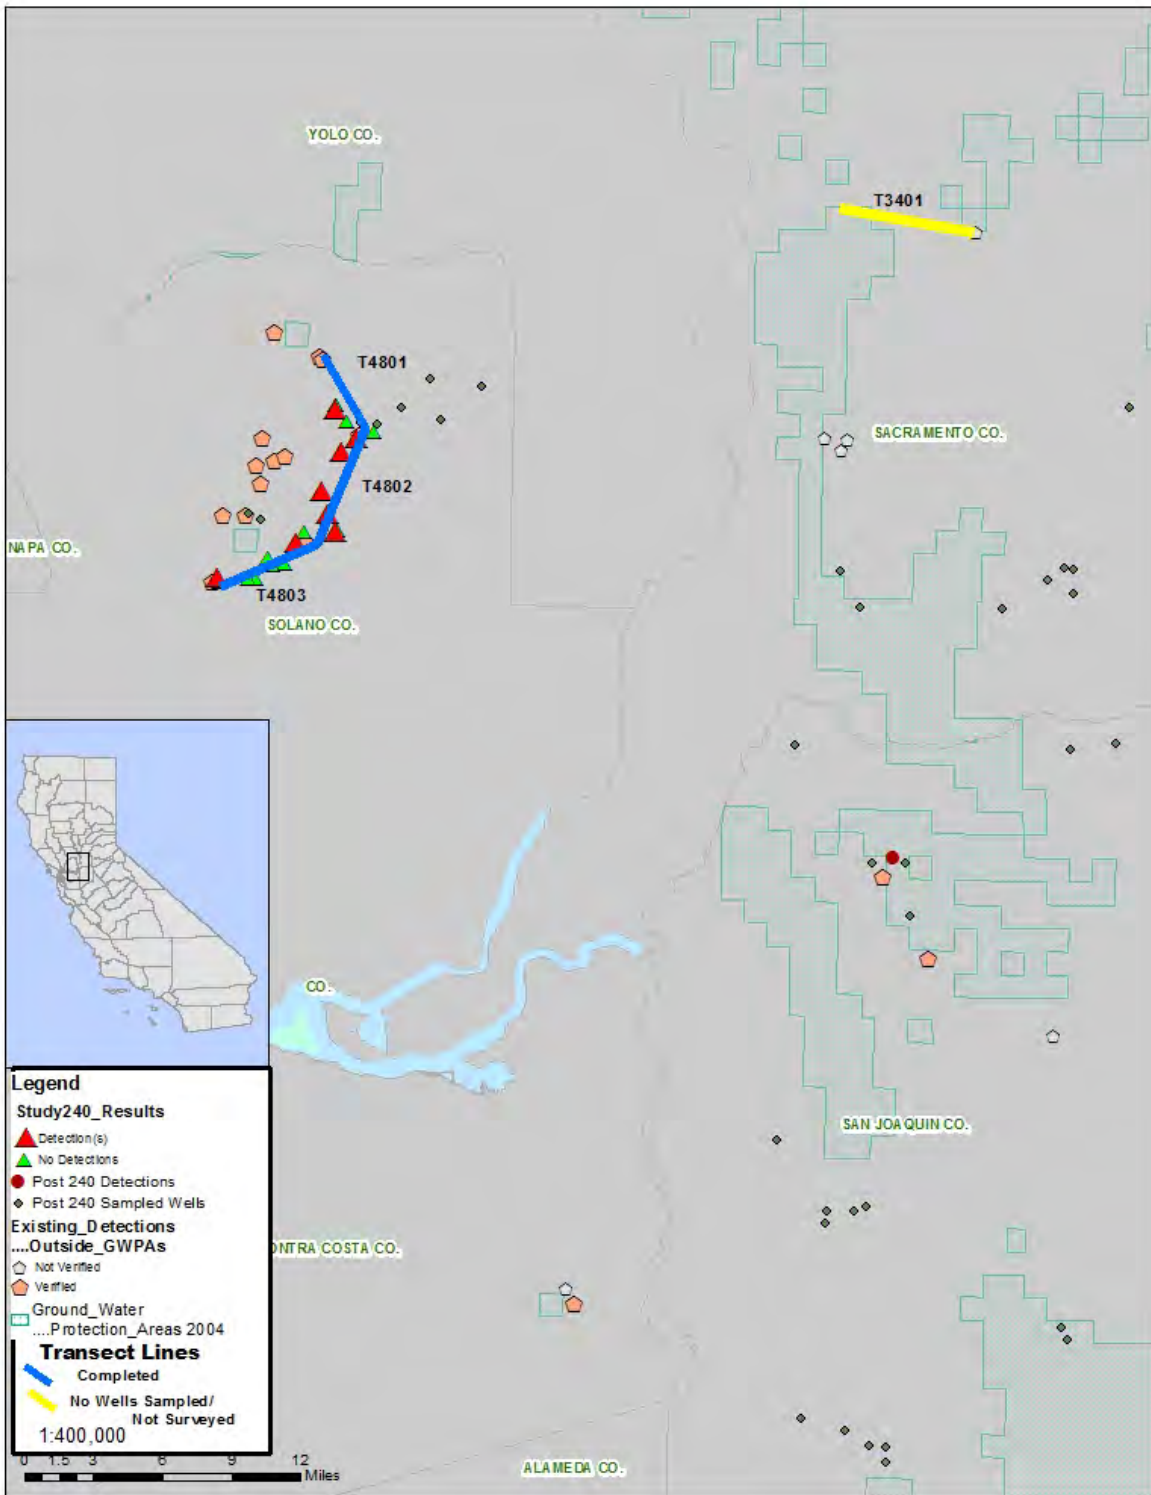 YOLO CO.
T3401
T4801
SACRAMENTO CO.
T4802
NAPA CO.
T4803
SOLANO CO.
CO.
SAN JOAQUIN CO.
ONTRA COSTA CO.
ALAMEDA CO.
Legend
Study240_Results
Detection(s)
No Detections
Post 240 Detections
Post 240 Sampled Wells
Existing_Detections
....Outside_GWPAs
Not Verified
Verified
Ground_Water
....Protection_Areas 2004
Transect Lines
Completed
No Wells Sampled/
Not Surveyed
1:400,000
0 1.5 3 6 9 12
Miles